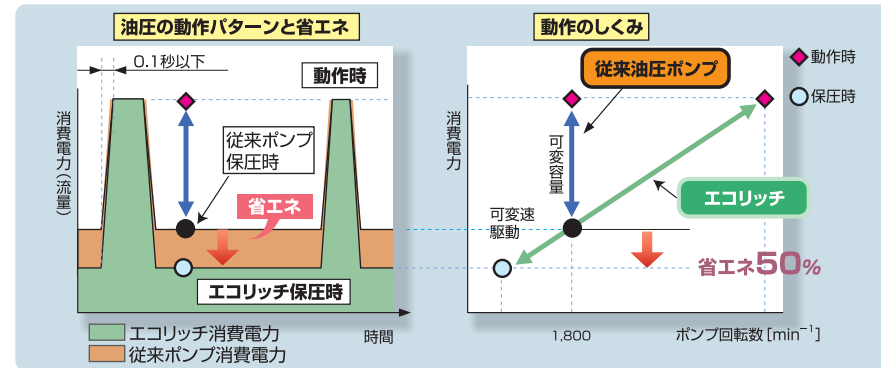 油圧の動作パターンと省エネ
0.1秒以下
動作時
消費電力(流量)
従来ポンプ
保圧時
省エネ
エコリッチ保圧時
時間
エコリッチ消費電力
従来ポンプ消費電力
動作のしくみ
従来油圧ポンプ
動作時
保圧時
消費電力
可変容量
エコリッチ
可変速
駆動
省エネ50%
1,800
ポンプ回転数[min⁻¹]